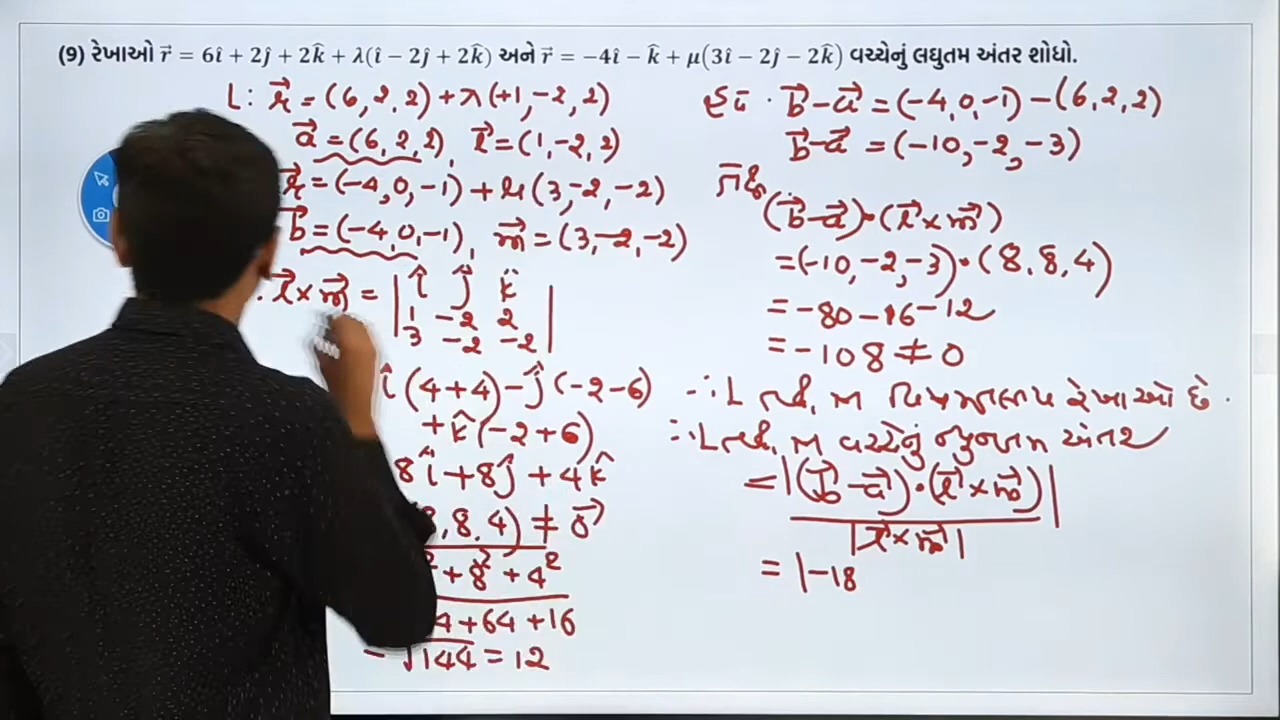 (9) રેખાઓ r⃗ = 6î + 2ĵ + 2k̂ + λ(î − 2ĵ + 2k̂) અને r⃗ = −4î − k̂ + μ(3î − 2ĵ − 2k̂) વચ્ચેનું લઘુતમ અંતર શોધો.
L: r⃗ = (6, 2, 2) + λ(+1, −2, 2)
a⃗ = (6, 2, 2), l⃗ = (1, −2, 2)
r⃗ = (−4, 0, −1) + μ(3, −2, −2)
b⃗ = (−4, 0, −1), m⃗ = (3, −2, −2)
l⃗ × m⃗ = | î ĵ k̂
1 −2 2
3 −2 −2 |
î(4+4) − ĵ(−2−6)
+ k̂(−2+6)
8î + 8ĵ + 4k̂
8, 4) ≠ 0⃗
² + 8² + 4²
4 + 64 + 16
= √144 = 12
હવે b⃗ − a⃗ = (−4, 0, −1) − (6, 2, 2)
b⃗ − a⃗ = (−10, −2, −3)
(b⃗ − a⃗) · (l⃗ × m⃗)
= (−10, −2, −3) · (8, 8, 4)
= −80 − 16 − 12
= −108 ≠ 0
∴ L અને M વિષમતલીય રેખાઓ છે.
∴ L અને M વચ્ચેનું ન્યુનતમ અંતર
= |(b⃗ − a⃗) · (l⃗ × m⃗)|
|l⃗ × m⃗|
= |−18